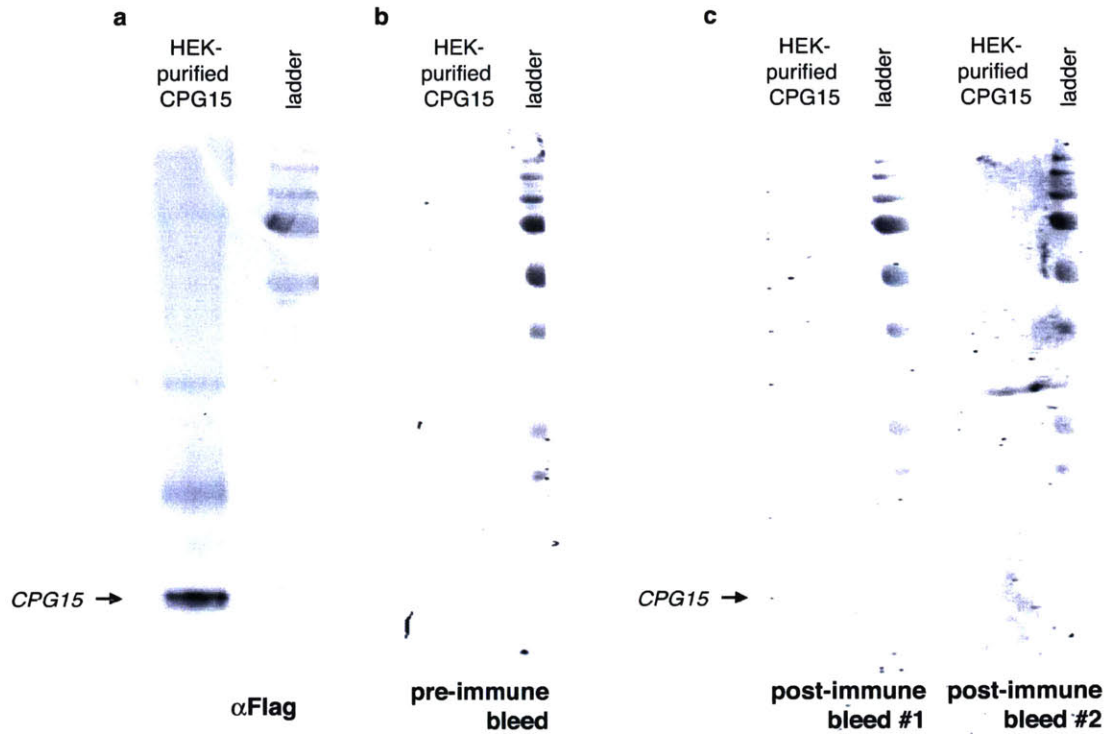 a
HEK-
purified
CPG15
ladder
CPG15
αFlag
b
HEK-
purified
CPG15
ladder
pre-immune
bleed
c
HEK-
purified
CPG15
ladder
HEK-
purified
CPG15
ladder
CPG15
post-immune
bleed #1
post-immune
bleed #2